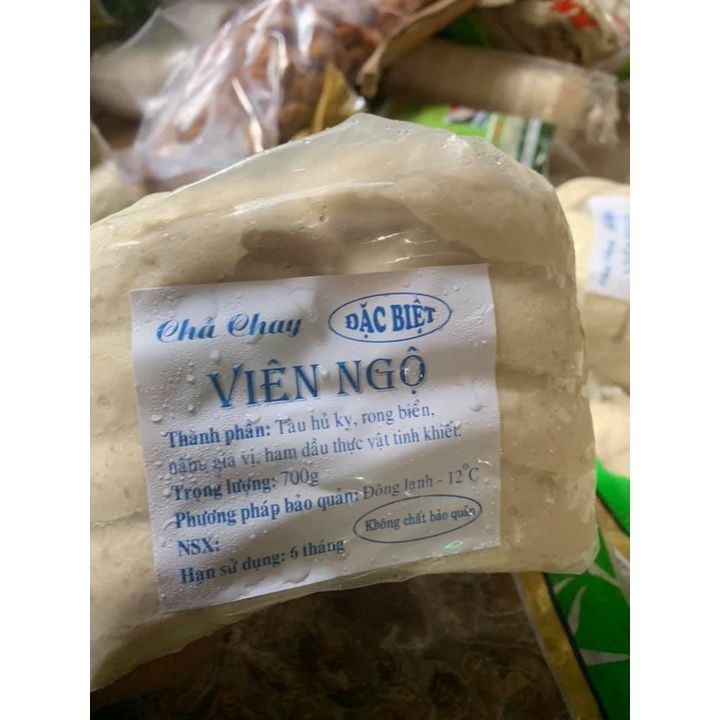 Chả Chay ĐẶC BIỆT
VIÊN NGỘ
Thành phần: Tàu hủ ky, rong biển,
nấm, gia vị, ham dầu thực vật tinh khiết.
Trọng lượng: 700g
Phương pháp bảo quản: Đông lạnh - 12°C
Không chất bảo quản
NSX:
Hạn sử dụng: 6 tháng